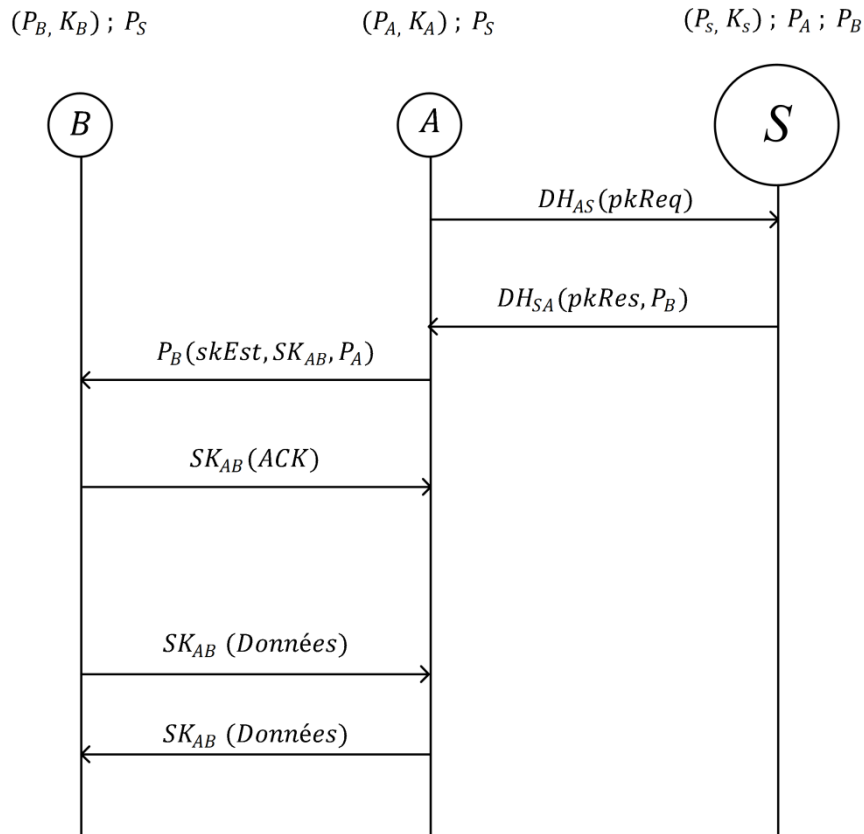 (P_B, K_B) ; P_S (P_A, K_A) ; P_S (P_s, K_s) ; P_A ; P_B
B A S
DH_AS(pkReq)
DH_SA(pkRes, P_B)
P_B(skEst, SK_AB, P_A)
SK_AB(ACK)
SK_AB (Données)
SK_AB (Données)